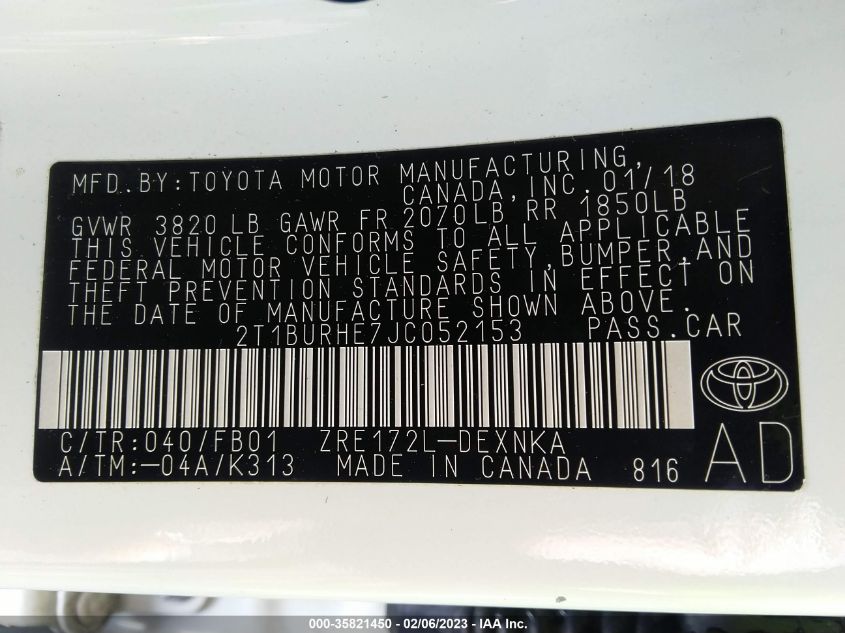 MFD.BY:TOYOTA MOTOR MANUFACTURING,
CANADA,INC. 01/18
GVWR 3820 LB GAWR FR 2070LB RR 1850LB
THIS VEHICLE CONFORMS TO ALL APPLICABLE
FEDERAL MOTOR VEHICLE SAFETY,BUMPER,AND
THEFT PREVENTION STANDARDS IN EFFECT ON
THE DATE OF MANUFACTURE SHOWN ABOVE.
2T1BURHE7JC052153 PASS.CAR
C/TR:040/FB01 ZRE172L-DEXNKA
A/TM:-04A/K313 MADE IN CANADA 816 AD
000-35821450 - 02/06/2023 - IAA Inc.